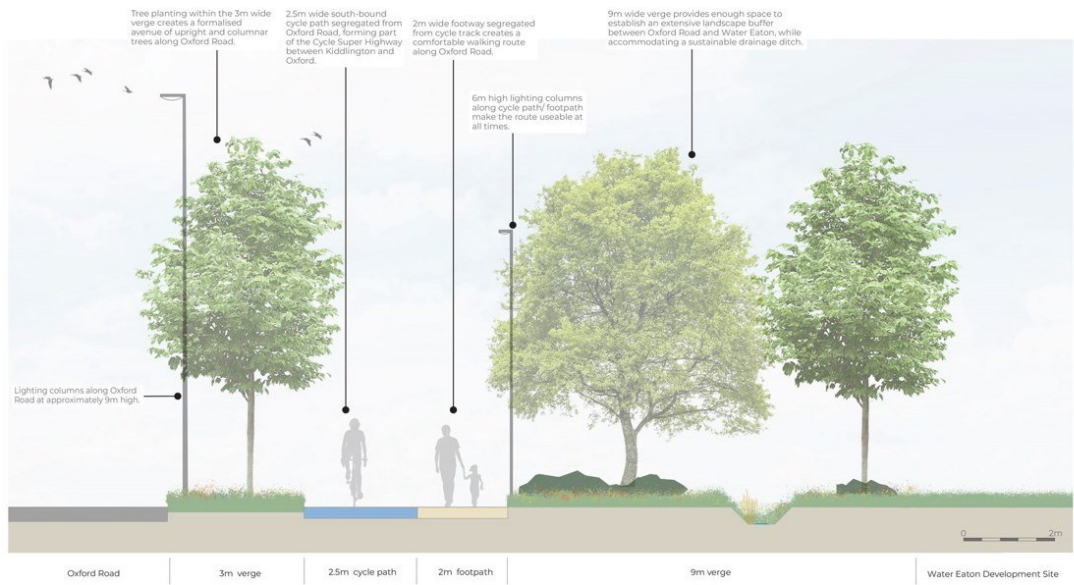 Tree planting within the 3m wide
verge creates a formalised
avenue of upright and columnar
trees along Oxford Road.
2.5m wide south-bound
cycle path segregated from
Oxford Road, forming part
of the Cycle Super Highway
between Kiddlington and
Oxford.
2m wide footway segregated
from cycle track creates a
comfortable walking route
along Oxford Road.
9m wide verge provides enough space to
establish an extensive landscape buffer
between Oxford Road and Water Eaton, while
accommodating a sustainable drainage ditch.
6m high lighting columns
along cycle path/ footpath
make the route useable at
all times.
Lighting columns along Oxford
Road at approximately 9m high.
0 2m
Oxford Road
3m verge
2.5m cycle path
2m footpath
9m verge
Water Eaton Development Site